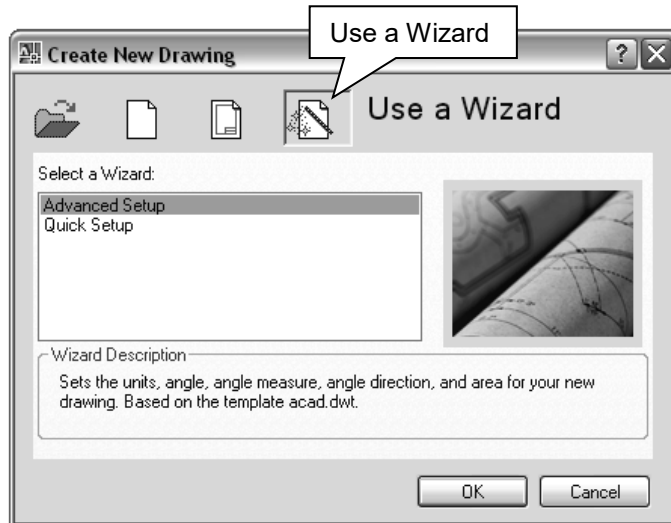 Use a Wizard
Create New Drawing
Use a Wizard
Select a Wizard:
Advanced Setup
Quick Setup
Wizard Description
Sets the units, angle, angle measure, angle direction, and area for your new
drawing. Based on the template acad.dwt.
OK Cancel